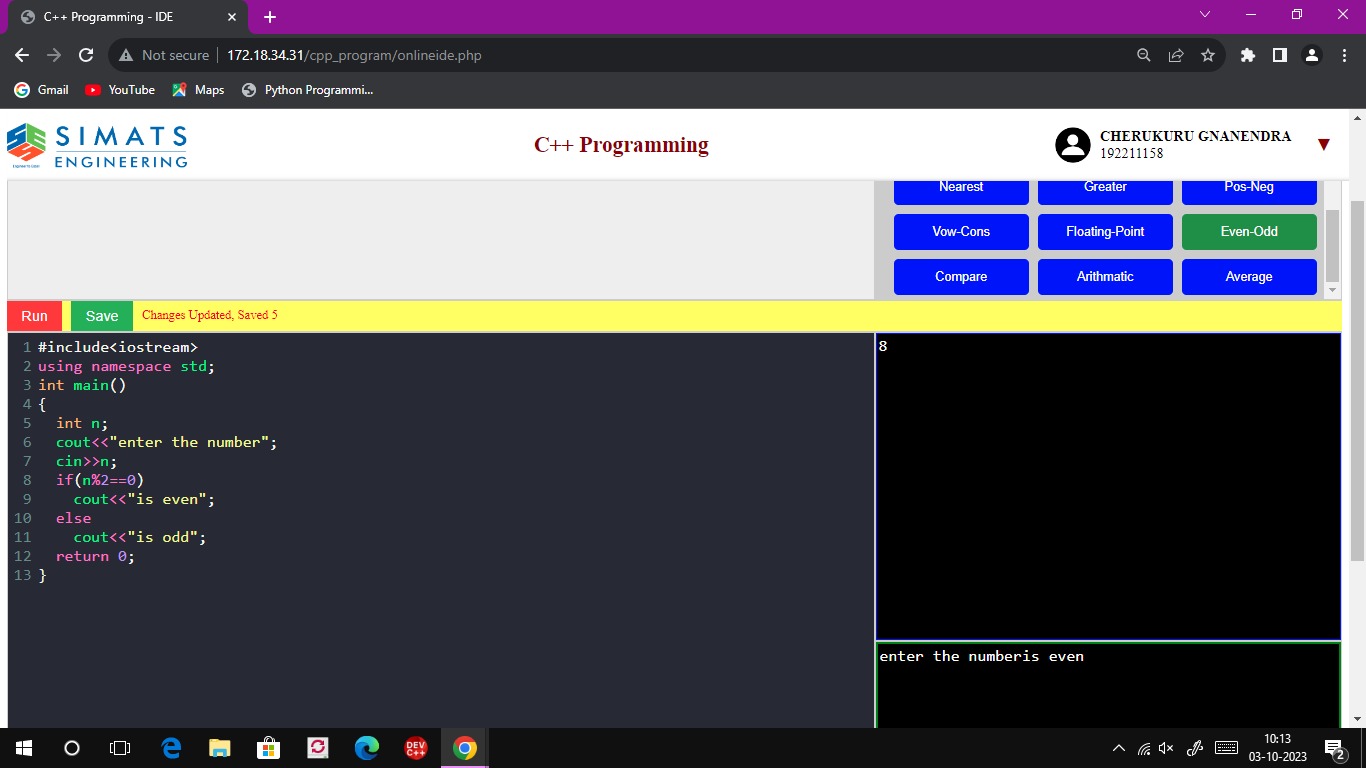 C++ Programming - IDE
Not secure 172.18.34.31/cpp_program/onlineide.php
Gmail YouTube Maps Python Programmi...
SIMATS
ENGINEERING
C++ Programming
CHERUKURU GNANENDRA
192211158
Nearest Greater Pos-Neg
Vow-Cons Floating-Point Even-Odd
Compare Arithmatic Average
Run Save Changes Updated, Saved 5
1 #include<iostream>
2 using namespace std;
3 int main()
4 {
5 int n;
6 cout<<"enter the number";
7 cin>>n;
8 if(n%2==0)
9 cout<<"is even";
10 else
11 cout<<"is odd";
12 return 0;
13 }
8
enter the numberis even
DEV C++
10:13
03-10-2023
2